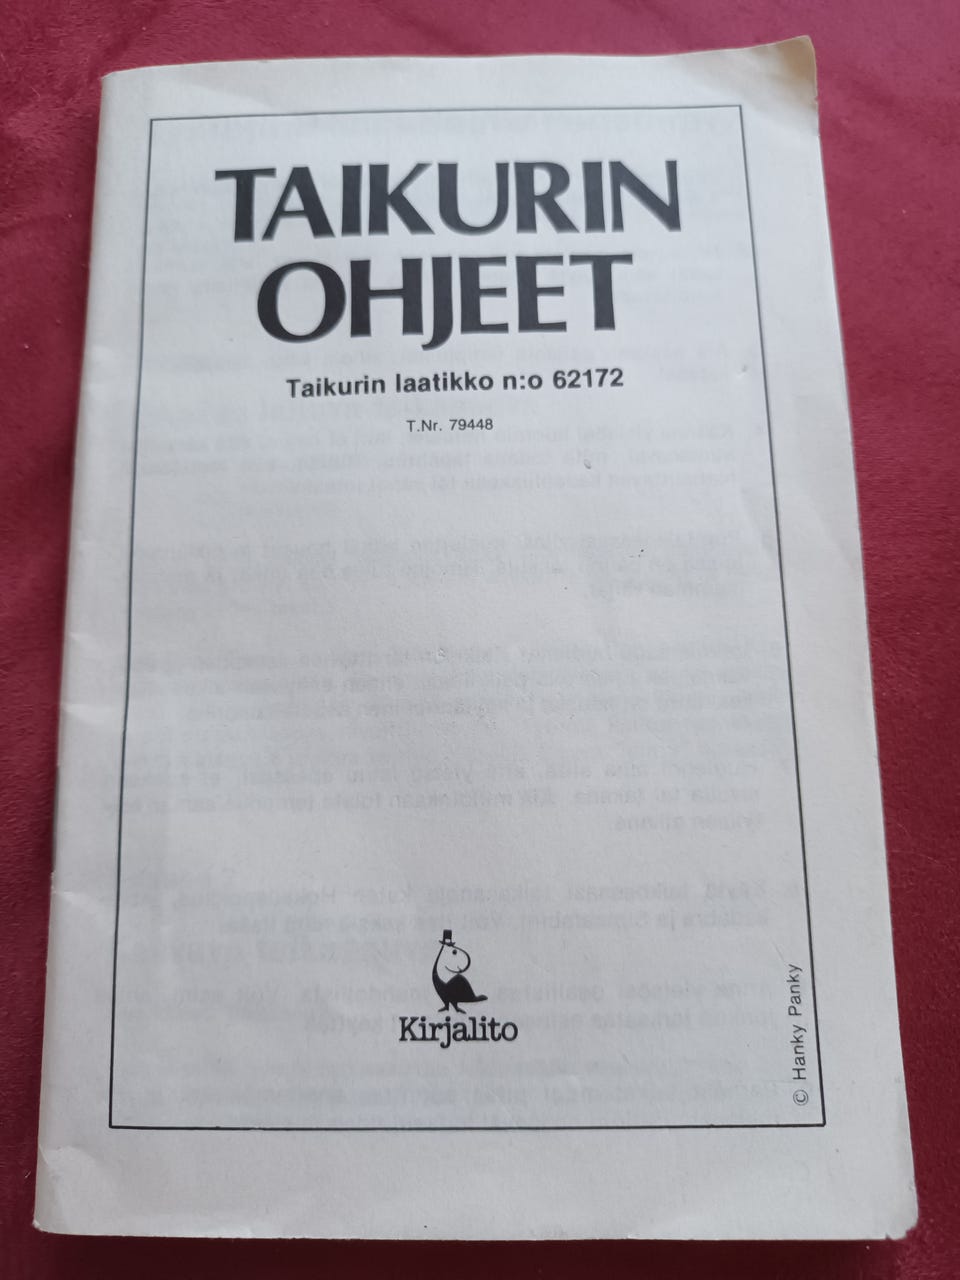 TAIKURIN
OHJEET
Taikurin laatikko n:o 62172
T.Nr. 79448
Kirjalito
© Hanky Panky